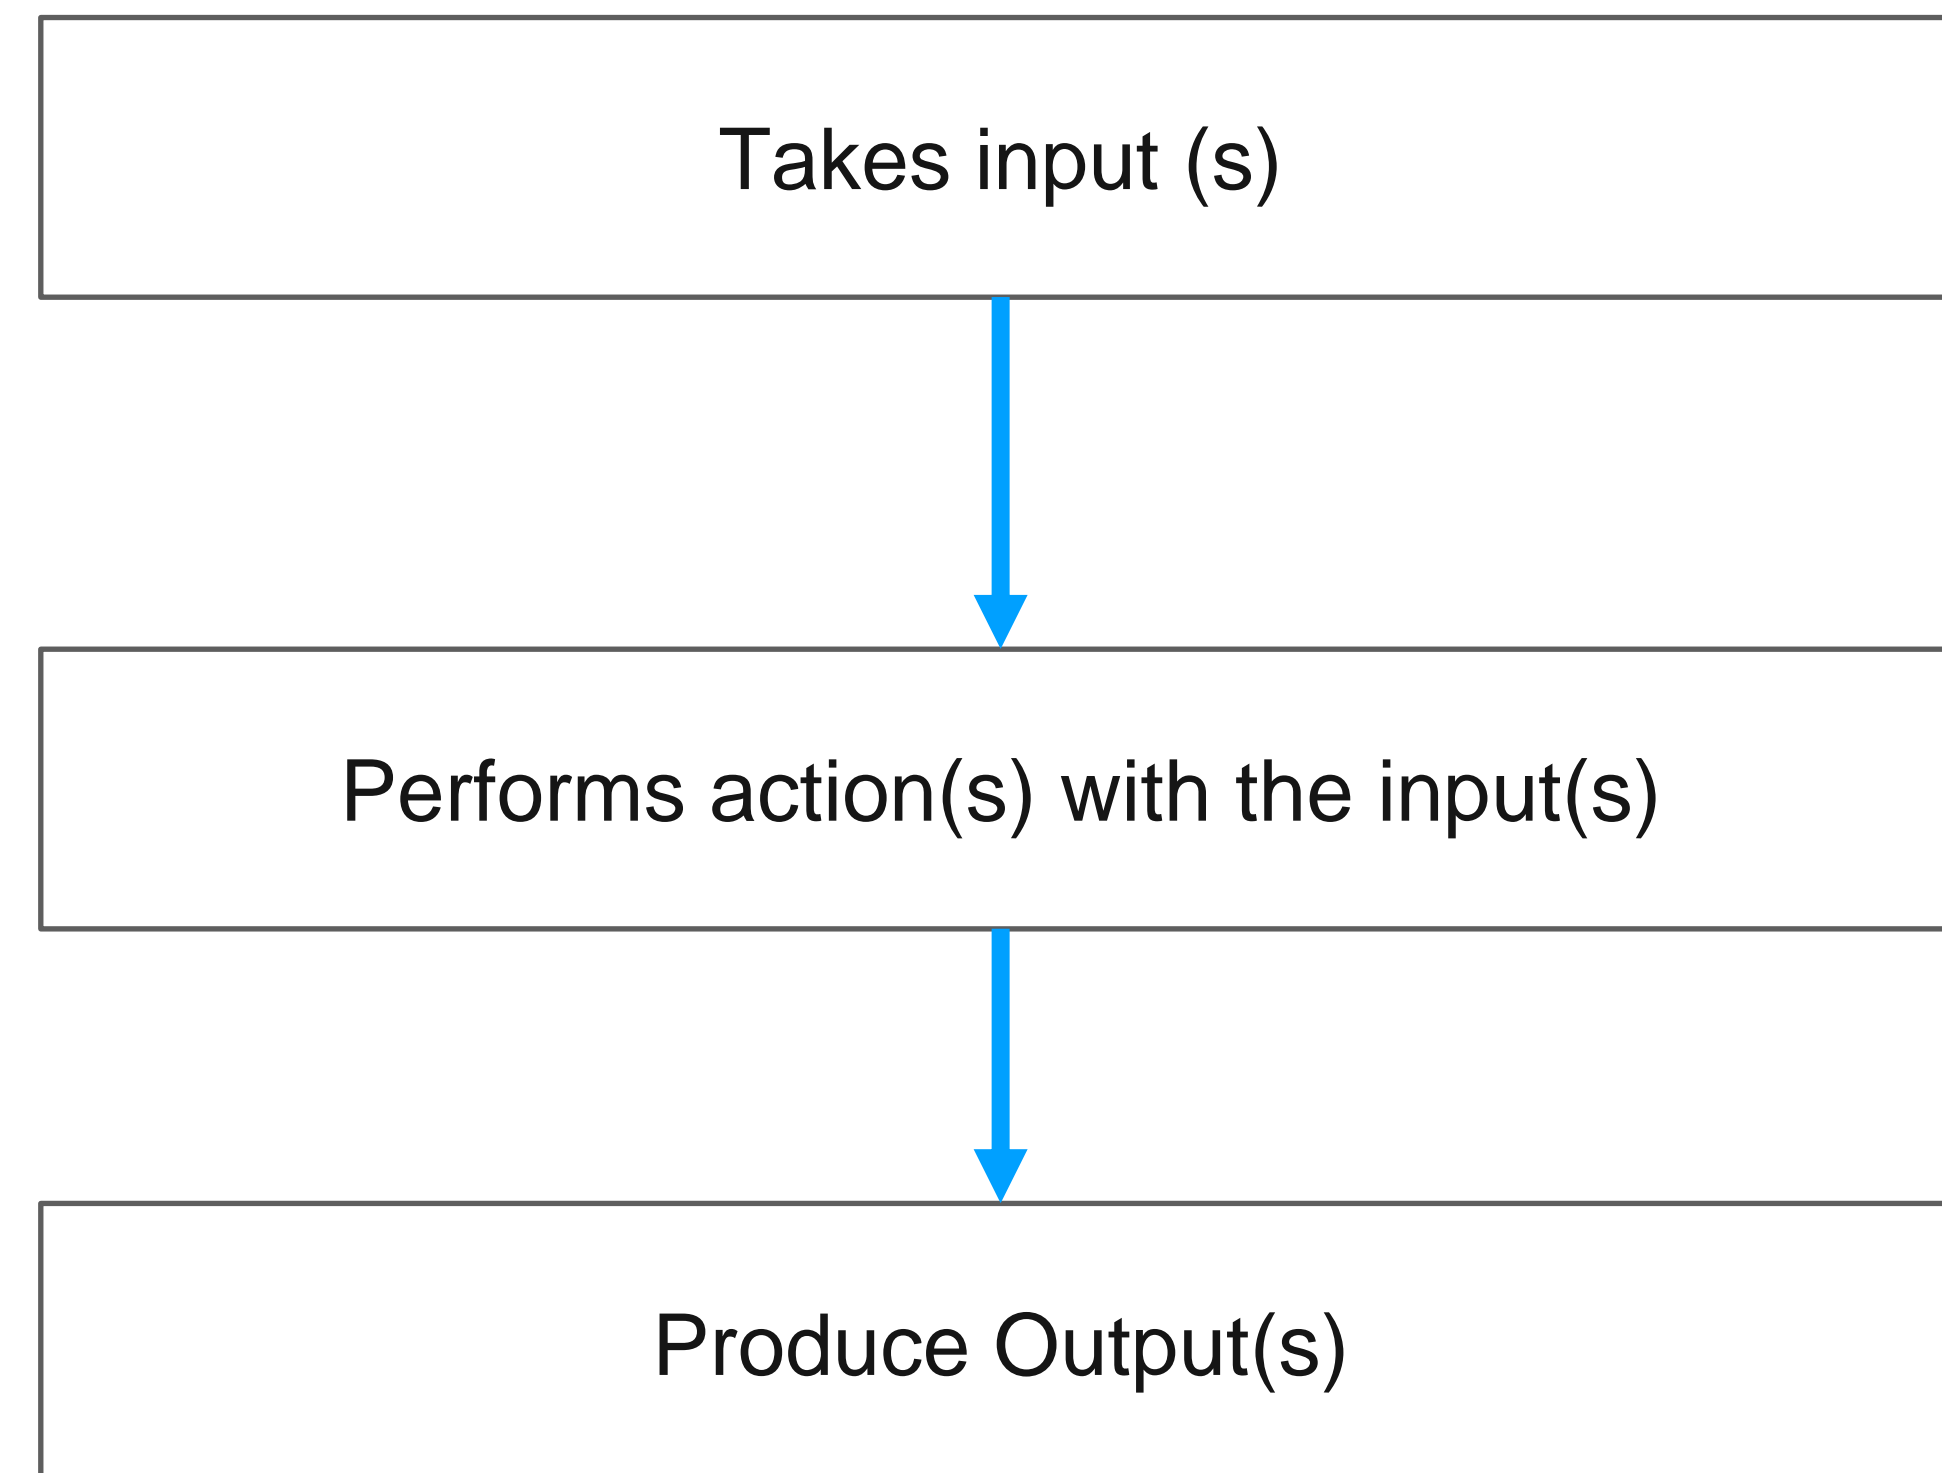 Takes input (s)
Performs action(s) with the input(s)
Produce Output(s)